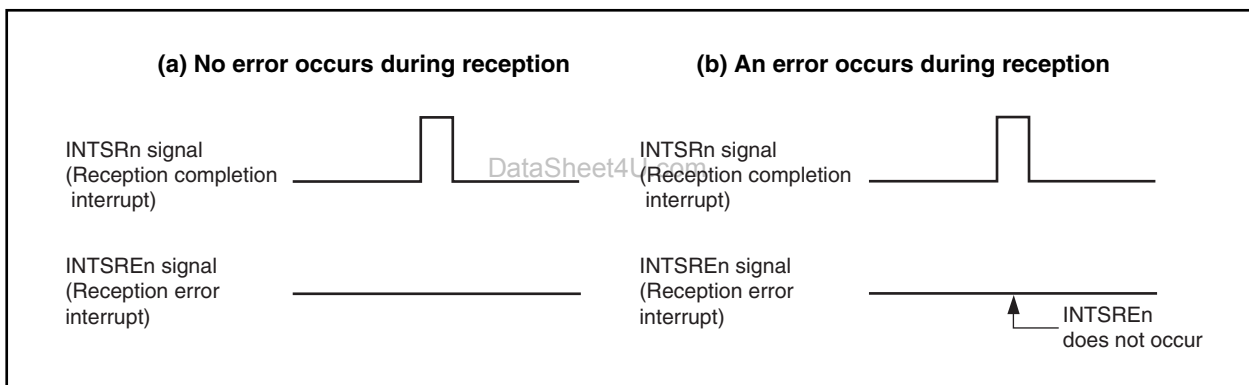 (a) No error occurs during reception
INTSRn signal
(Reception completion
interrupt)
INTSREn signal
(Reception error
interrupt)
(b) An error occurs during reception
INTSRn signal
(Reception completion
interrupt)
INTSREn signal
(Reception error
interrupt)
INTSREn
does not occur
DataSheet4U.com